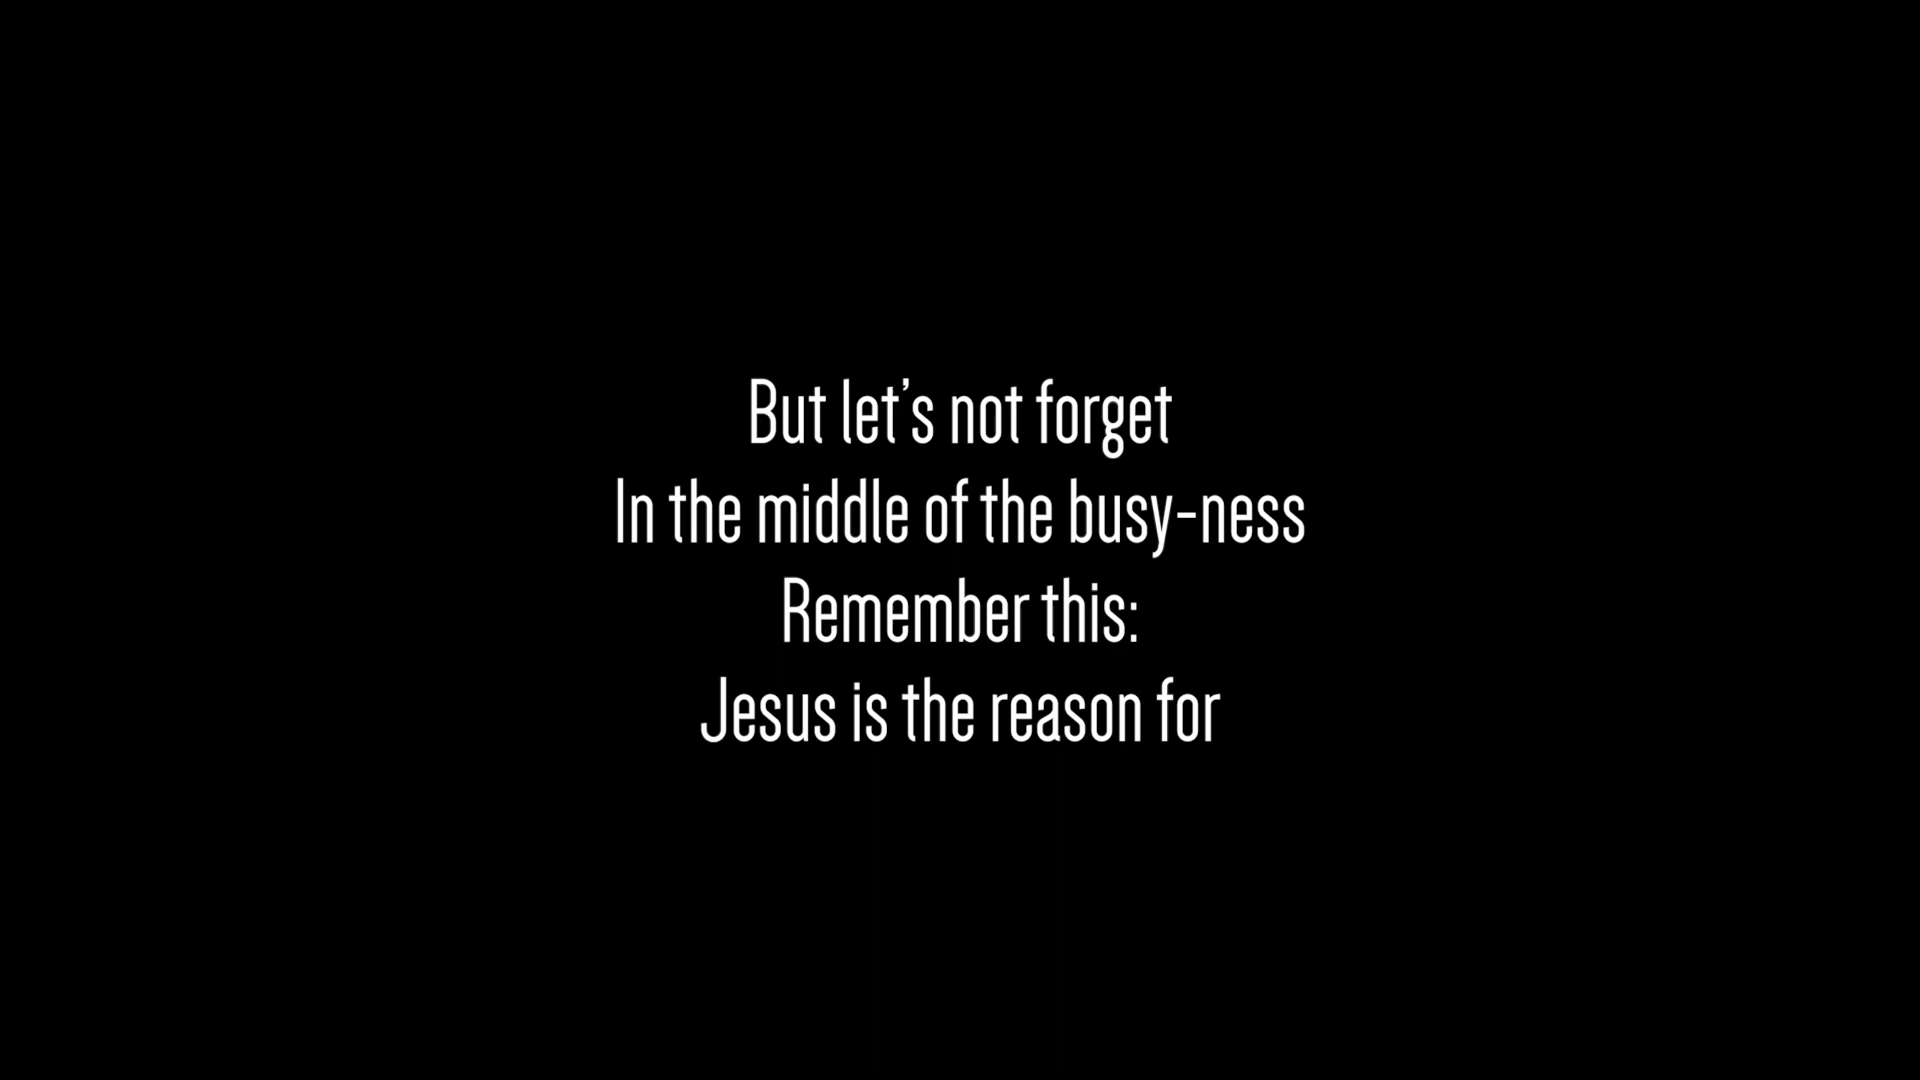 But let’s not forget
In the middle of the busy-ness
Remember this:
Jesus is the reason for